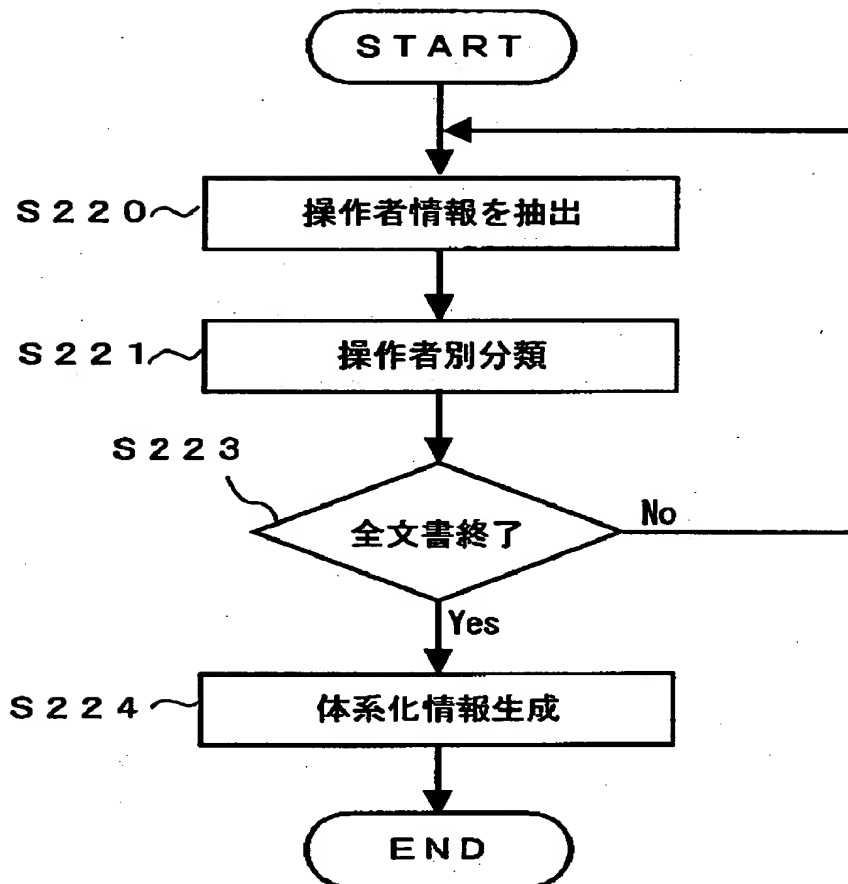 START
S220
操作者情報を抽出
S221
操作者別分類
S223
全文書終了
No
Yes
S224
体系化情報生成
END